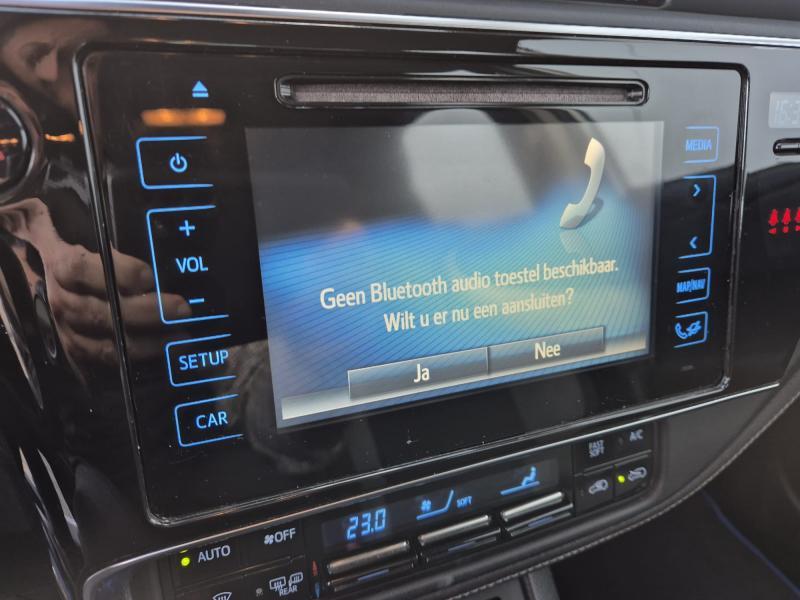 MEDIA
+
VOL
-
SETUP
CAR
MAP/NAV
Geen Bluetooth audio toestel beschikbaar.
Wilt u er nu een aansluiten?
Ja
Nee
FAST
SOFT
A/C
23.0
SOFT
AUTO
OFF
REAR